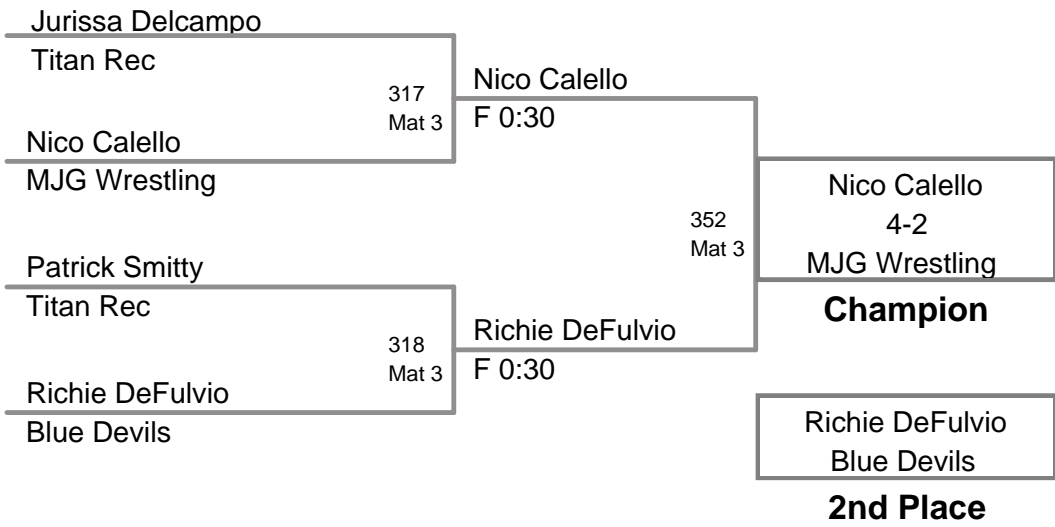 Jurissa Delcampo
Titan Rec
317
Mat 3
Nico Calello
MJG Wrestling
Nico Calello
F 0:30
Patrick Smitty
Titan Rec
318
Mat 3
Richie DeFulvio
Blue Devils
Richie DeFulvio
F 0:30
352
Mat 3
Nico Calello
4-2
MJG Wrestling
Champion
Richie DeFulvio
Blue Devils
2nd Place